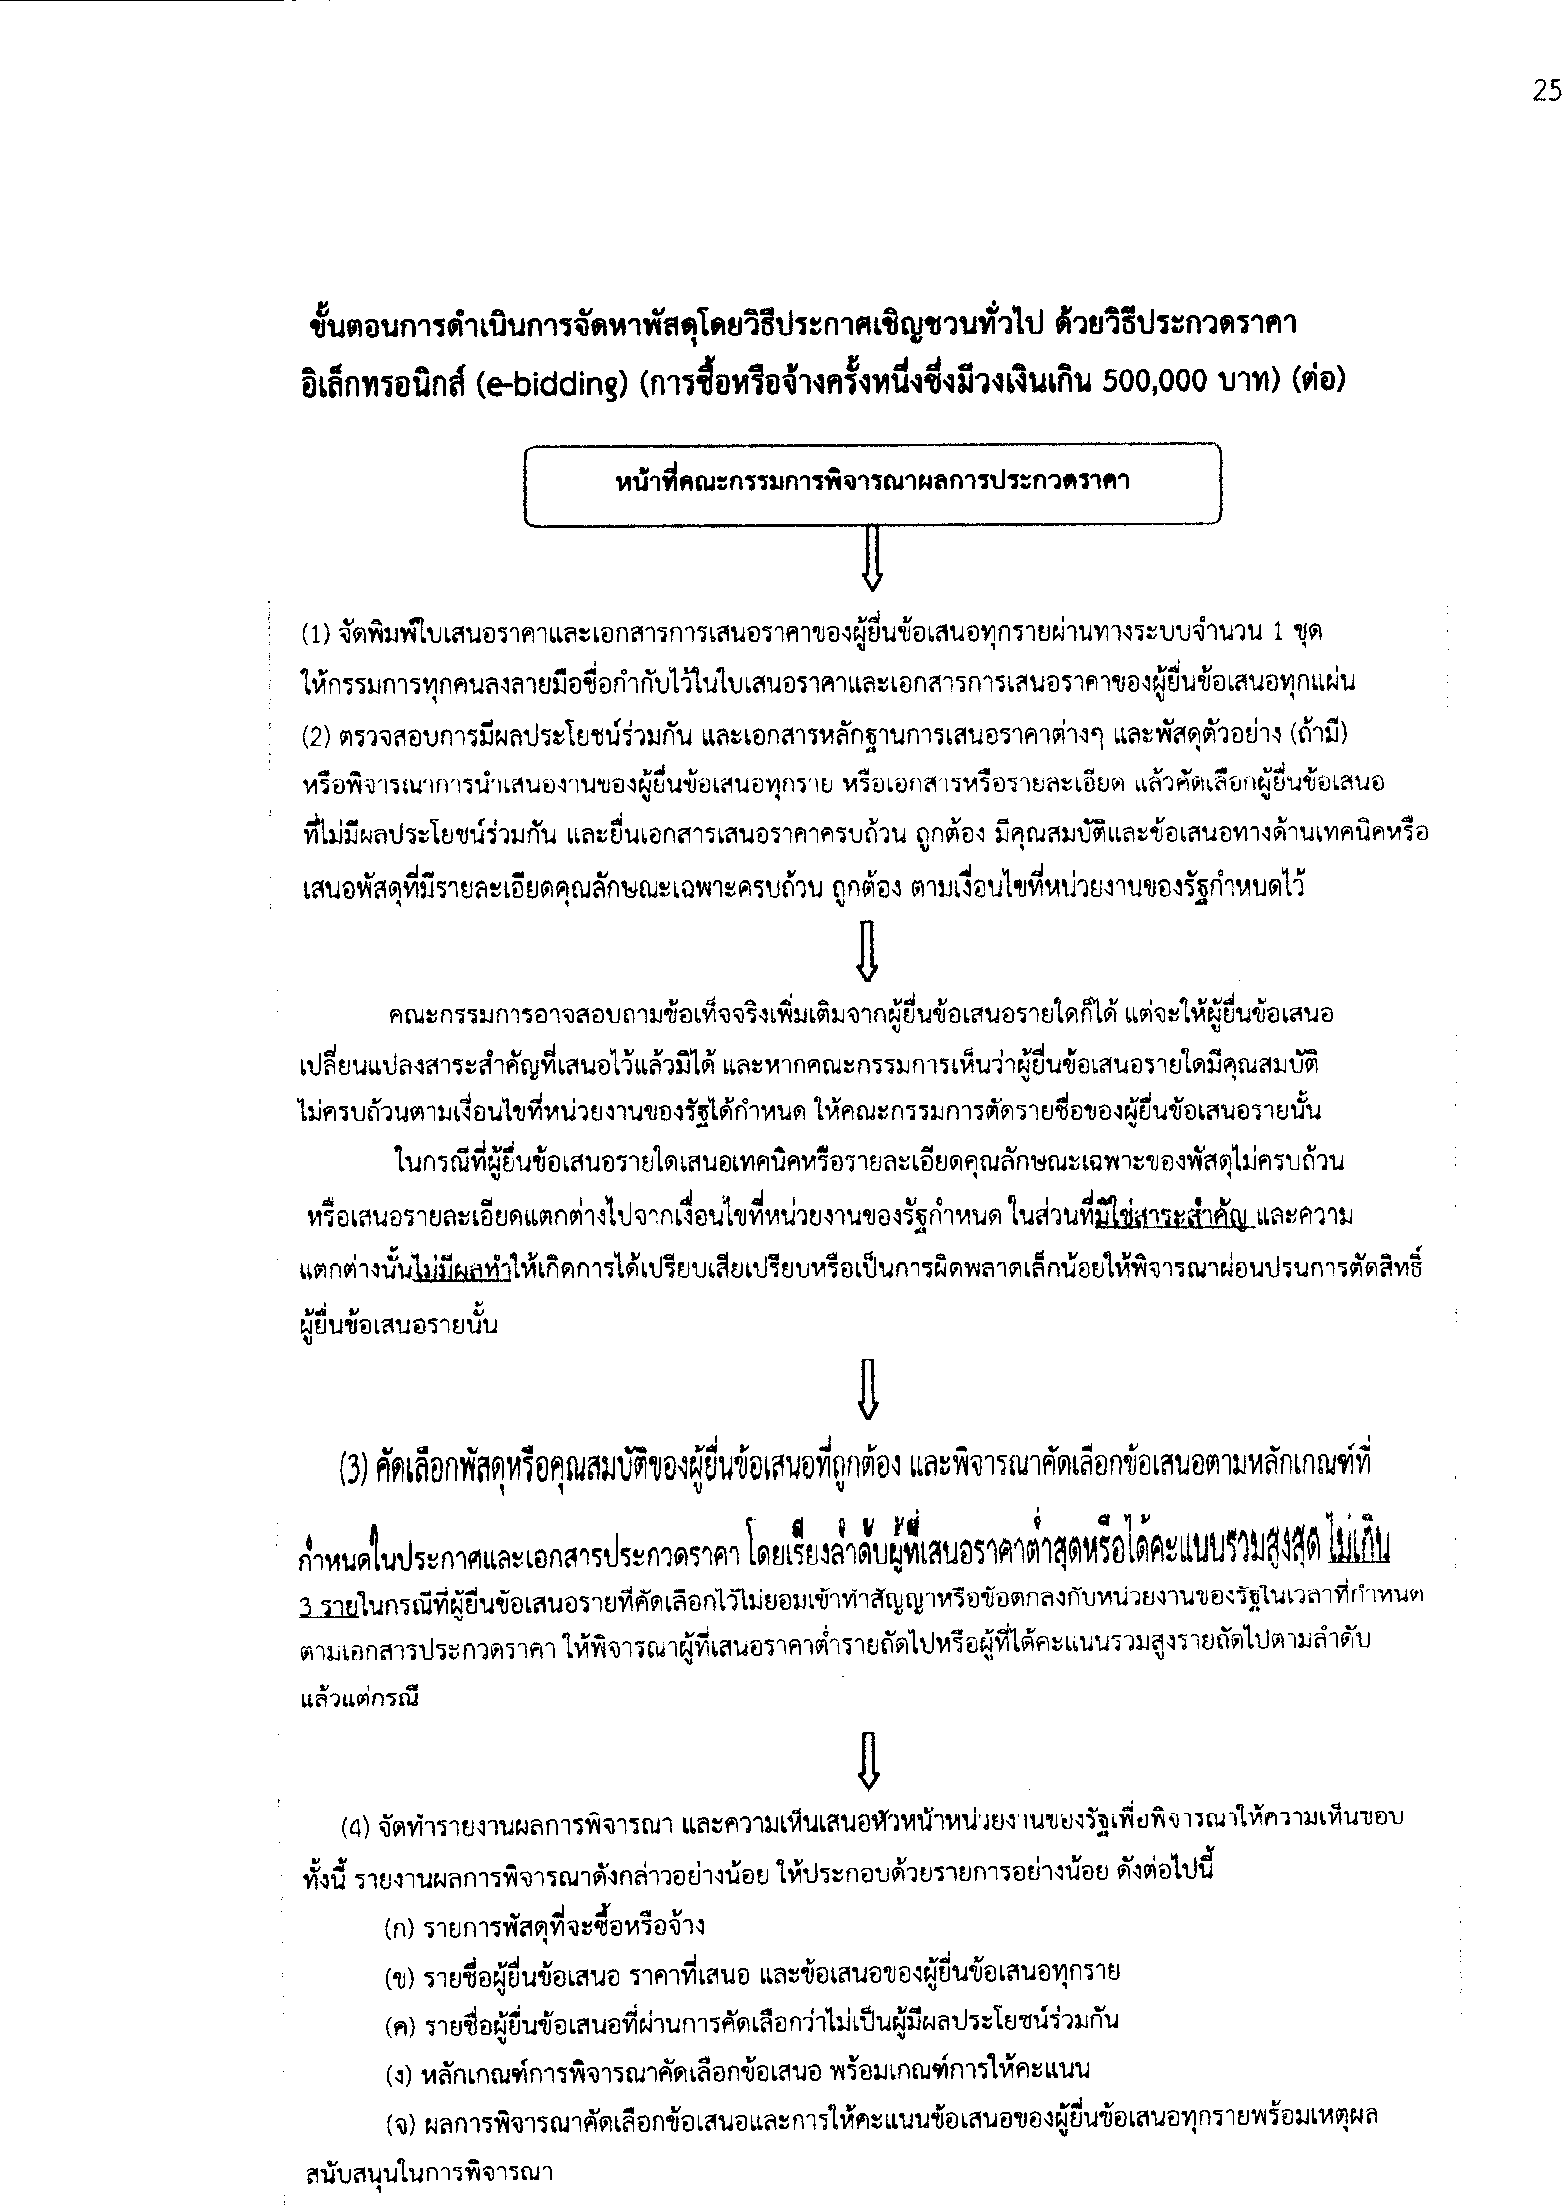 25
ขั้นตอนการดำเนินการจัดหาพัสดุโดยวิธีประกาศเชิญชวนทั่วไป ด้วยวิธีประกวดราคา
อิเล็กทรอนิกส์ (e-bidding) (การซื้อหรือจ้างครั้งหนึ่งซึ่งมีวงเงินเกิน 500,000 บาท) (ต่อ)
หน้าที่คณะกรรมการพิจารณาผลการประกวดราคา
(1) จัดพิมพ์ใบเสนอราคาและเอกสารการเสนอราคาของผู้ยื่นข้อเสนอทุกรายผ่านทางระบบจำนวน 1 ชุด
ให้กรรมการทุกคนลงลายมือชื่อกำกับไว้ในใบเสนอราคาและเอกสารการเสนอราคาของผู้ยื่นข้อเสนอทุกแผ่น
(2) ตรวจสอบการมีผลประโยชน์ร่วมกัน และเอกสารหลักฐานการเสนอราคาต่างๆ และพัสดุตัวอย่าง (ถ้ามี)
หรือพิจารณาการนำเสนองานของผู้ยื่นข้อเสนอทุกราย หรือเอกสารหรือรายละเอียด แล้วคัดเลือกผู้ยื่นข้อเสนอ
ที่ไม่มีผลประโยชน์ร่วมกัน และยื่นเอกสารเสนอราคาครบถ้วน ถูกต้อง มีคุณสมบัติและข้อเสนอทางด้านเทคนิคหรือ
เสนอพัสดุที่มีรายละเอียดคุณลักษณะเฉพาะครบถ้วน ถูกต้อง ตามเงื่อนไขที่หน่วยงานของรัฐกำหนดไว้
คณะกรรมการอาจสอบถามข้อเท็จจริงเพิ่มเติมจากผู้ยื่นข้อเสนอรายใดก็ได้ แต่จะให้ผู้ยื่นข้อเสนอ
เปลี่ยนแปลงสาระสำคัญที่เสนอไว้แล้วมิได้ และหากคณะกรรมการเห็นว่าผู้ยื่นข้อเสนอรายใดมีคุณสมบัติ
ไม่ครบถ้วนตามเงื่อนไขที่หน่วยงานของรัฐได้กำหนด ให้คณะกรรมการตัดรายชื่อของผู้ยื่นข้อเสนอรายนั้น
ในกรณีที่ผู้ยื่นข้อเสนอรายใดเสนอเทคนิคหรือรายละเอียดคุณลักษณะเฉพาะของพัสดุไม่ครบถ้วน
หรือเสนอรายละเอียดแตกต่างไปจากเงื่อนไขที่หน่วยงานของรัฐกำหนด ในส่วนที่มิใช่สาระสำคัญ และความ
แตกต่างนั้นไม่มีผลทำให้เกิดการได้เปรียบเสียเปรียบหรือเป็นการผิดพลาดเล็กน้อยให้พิจารณาผ่อนปรนการตัดสิทธิ์
ผู้ยื่นข้อเสนอรายนั้น
(3) คัดเลือกพัสดุหรือคุณสมบัติของผู้ยื่นข้อเสนอที่ถูกต้อง และพิจารณาคัดเลือกข้อเสนอตามหลักเกณฑ์ที่
กำหนดในประกาศและเอกสารประกวดราคา โดยเรียงลำดับผู้ที่เสนอราคาต่ำสุดหรือได้คะแนนรวมสูงสุด ไม่เกิน
3 รายในกรณีที่ผู้ยื่นข้อเสนอรายที่คัดเลือกไว้ไม่ยอมเข้าทำสัญญาหรือข้อตกลงกับหน่วยงานของรัฐในเวลาที่กำหนด
ตามเอกสารประกวดราคา ให้พิจารณาผู้ที่เสนอราคาต่ำรายถัดไปหรือผู้ที่ได้คะแนนรวมสูงรายถัดไปตามลำดับ
แล้วแต่กรณี
(4) จัดทำรายงานผลการพิจารณา และความเห็นเสนอหัวหน้าหน่วยงานของรัฐเพื่อพิจารณาให้ความเห็นชอบ
ทั้งนี้ รายงานผลการพิจารณาดังกล่าวอย่างน้อย ให้ประกอบด้วยรายการอย่างน้อย ดังต่อไปนี้
(ก) รายการพัสดุที่จะซื้อหรือจ้าง
(ข) รายชื่อผู้ยื่นข้อเสนอ ราคาที่เสนอ และข้อเสนอของผู้ยื่นข้อเสนอทุกราย
(ค) รายชื่อผู้ยื่นข้อเสนอที่ผ่านการคัดเลือกว่าไม่เป็นผู้มีผลประโยชน์ร่วมกัน
(ง) หลักเกณฑ์การพิจารณาคัดเลือกข้อเสนอ พร้อมเกณฑ์การให้คะแนน
(จ) ผลการพิจารณาคัดเลือกข้อเสนอและการให้คะแนนข้อเสนอของผู้ยื่นข้อเสนอทุกรายพร้อมเหตุผล
สนับสนุนในการพิจารณา